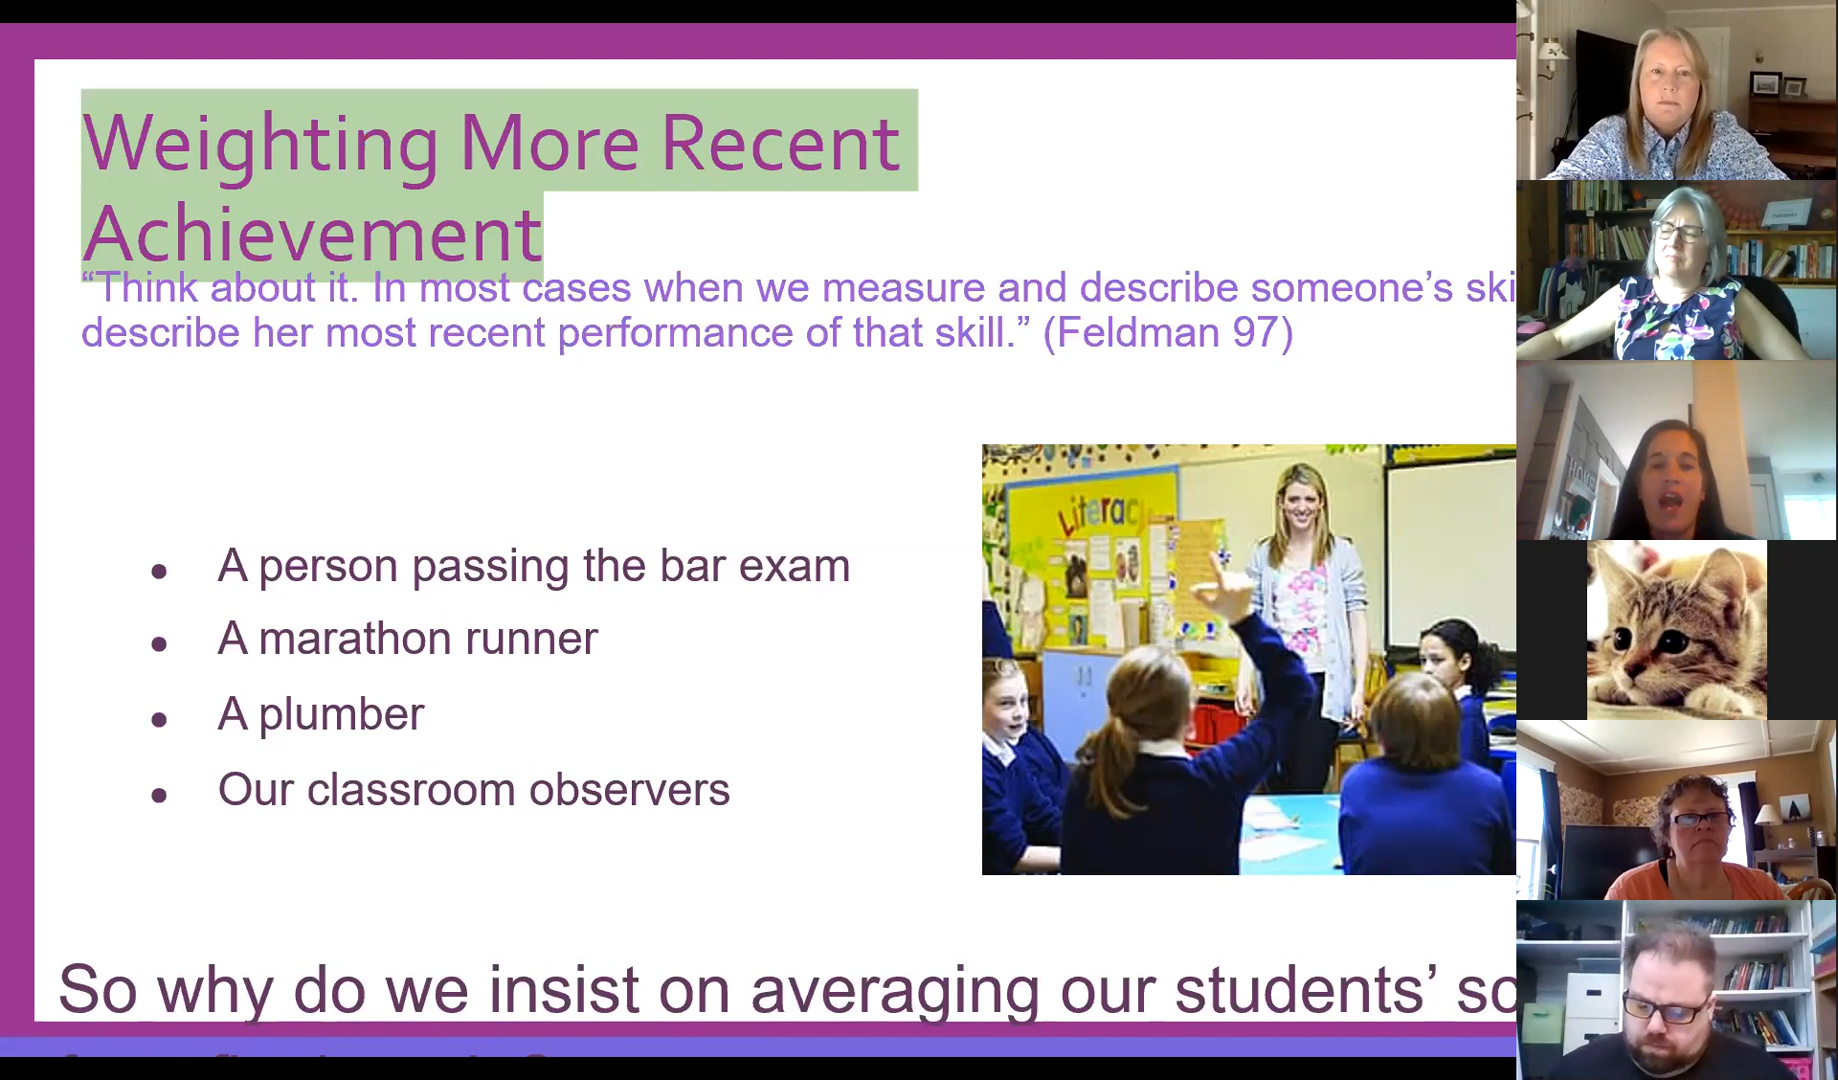 Weighting More Recent
Achievement
“Think about it. In most cases when we measure and describe someone’s
describe her most recent performance of that skill.” (Feldman 97)
Literacy
• A person passing the bar exam
• A marathon runner
• A plumber
• Our classroom observers
So why do we insist on averaging our students’
HOME